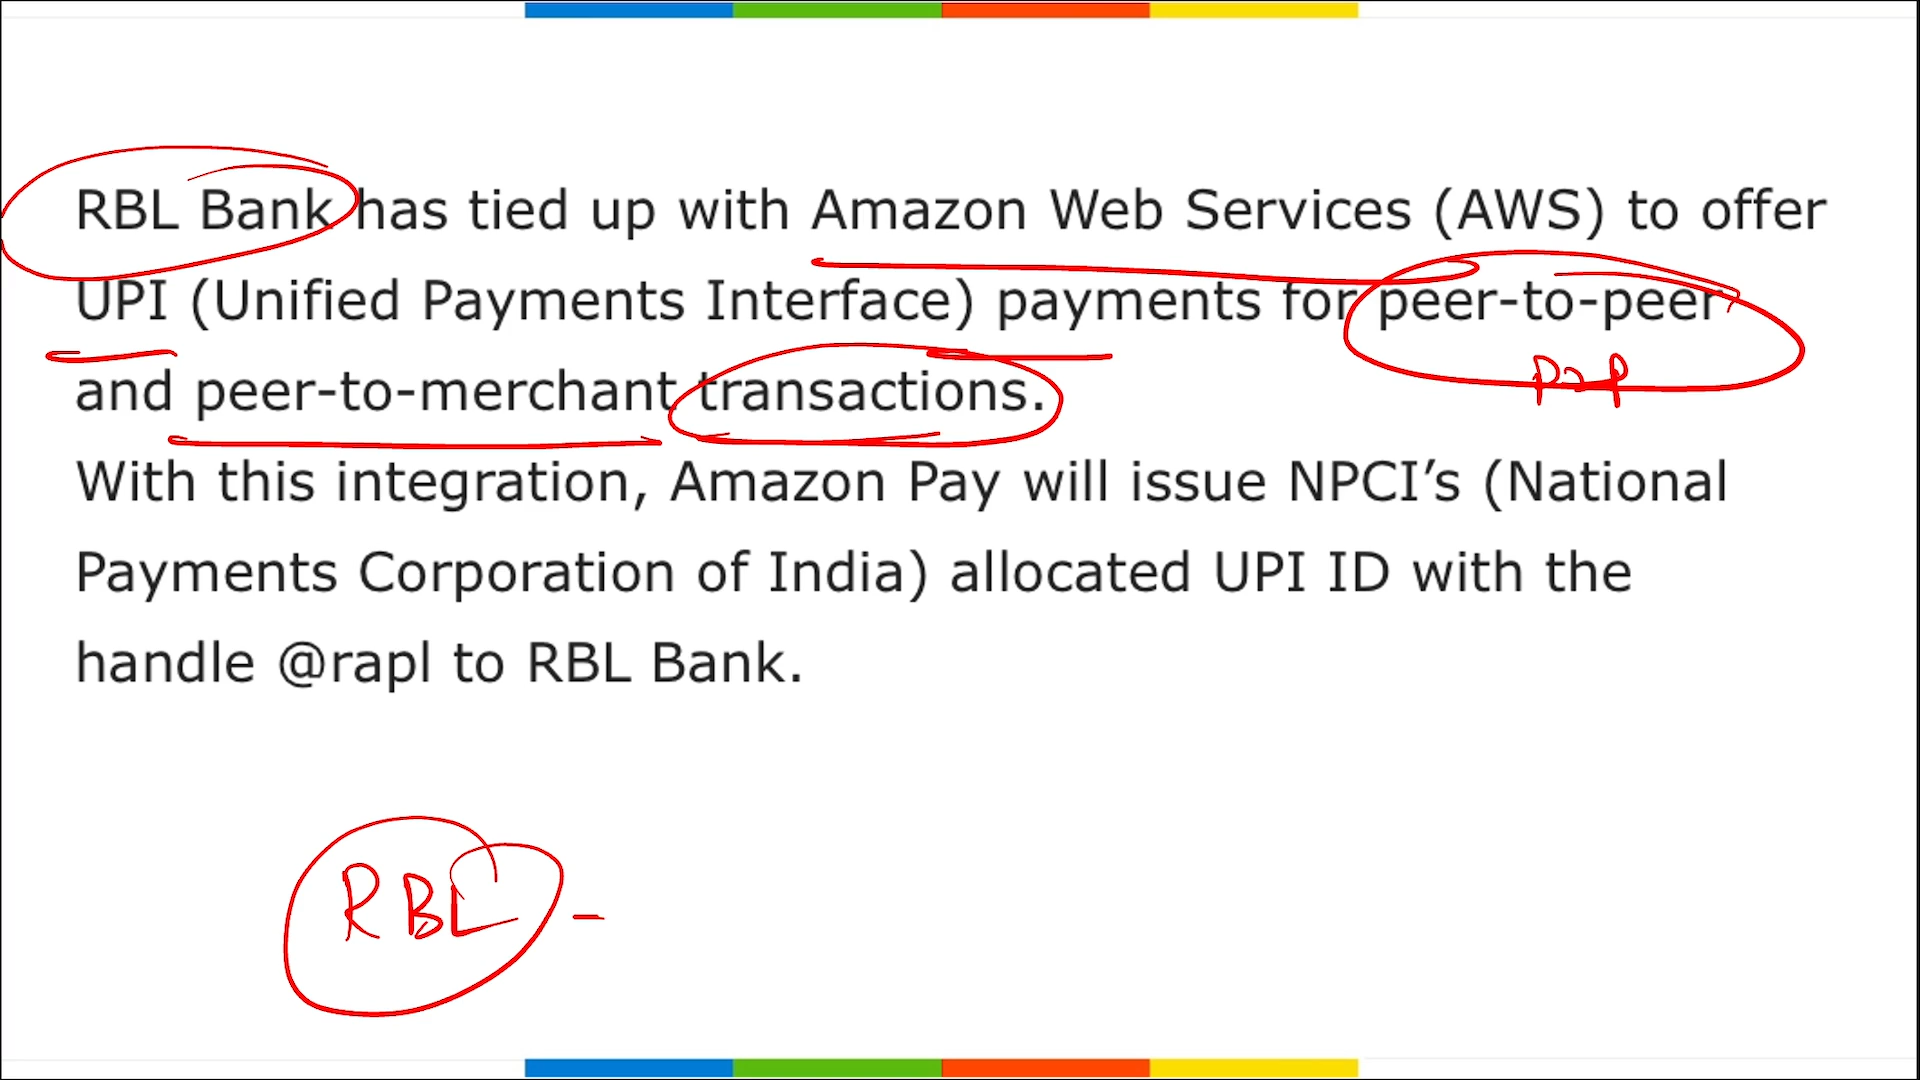 RBL Bank has tied up with Amazon Web Services (AWS) to offer
UPI (Unified Payments Interface) payments for peer-to-peer
P2P
and peer-to-merchant transactions.
With this integration, Amazon Pay will issue NPCI’s (National
Payments Corporation of India) allocated UPI ID with the
handle @rapl to RBL Bank.
RBL -